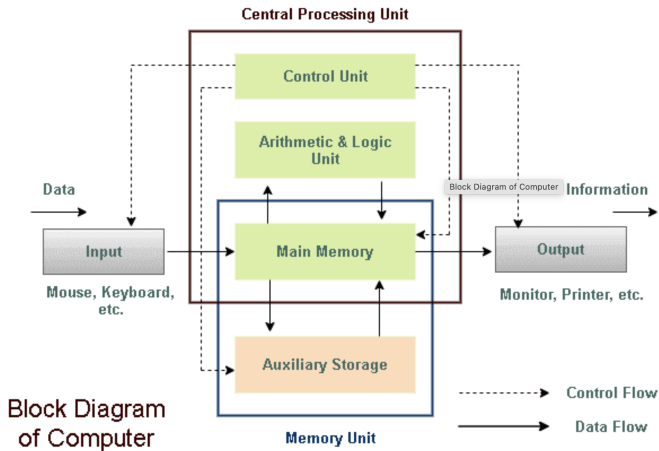 Central Processing Unit
Control Unit
Arithmetic & Logic
Unit
Block Diagram of Computer
Data
Information
Input
Main Memory
Output
Mouse, Keyboard,
etc.
Monitor, Printer, etc.
Auxiliary Storage
Control Flow
Data Flow
Block Diagram
of Computer
Memory Unit